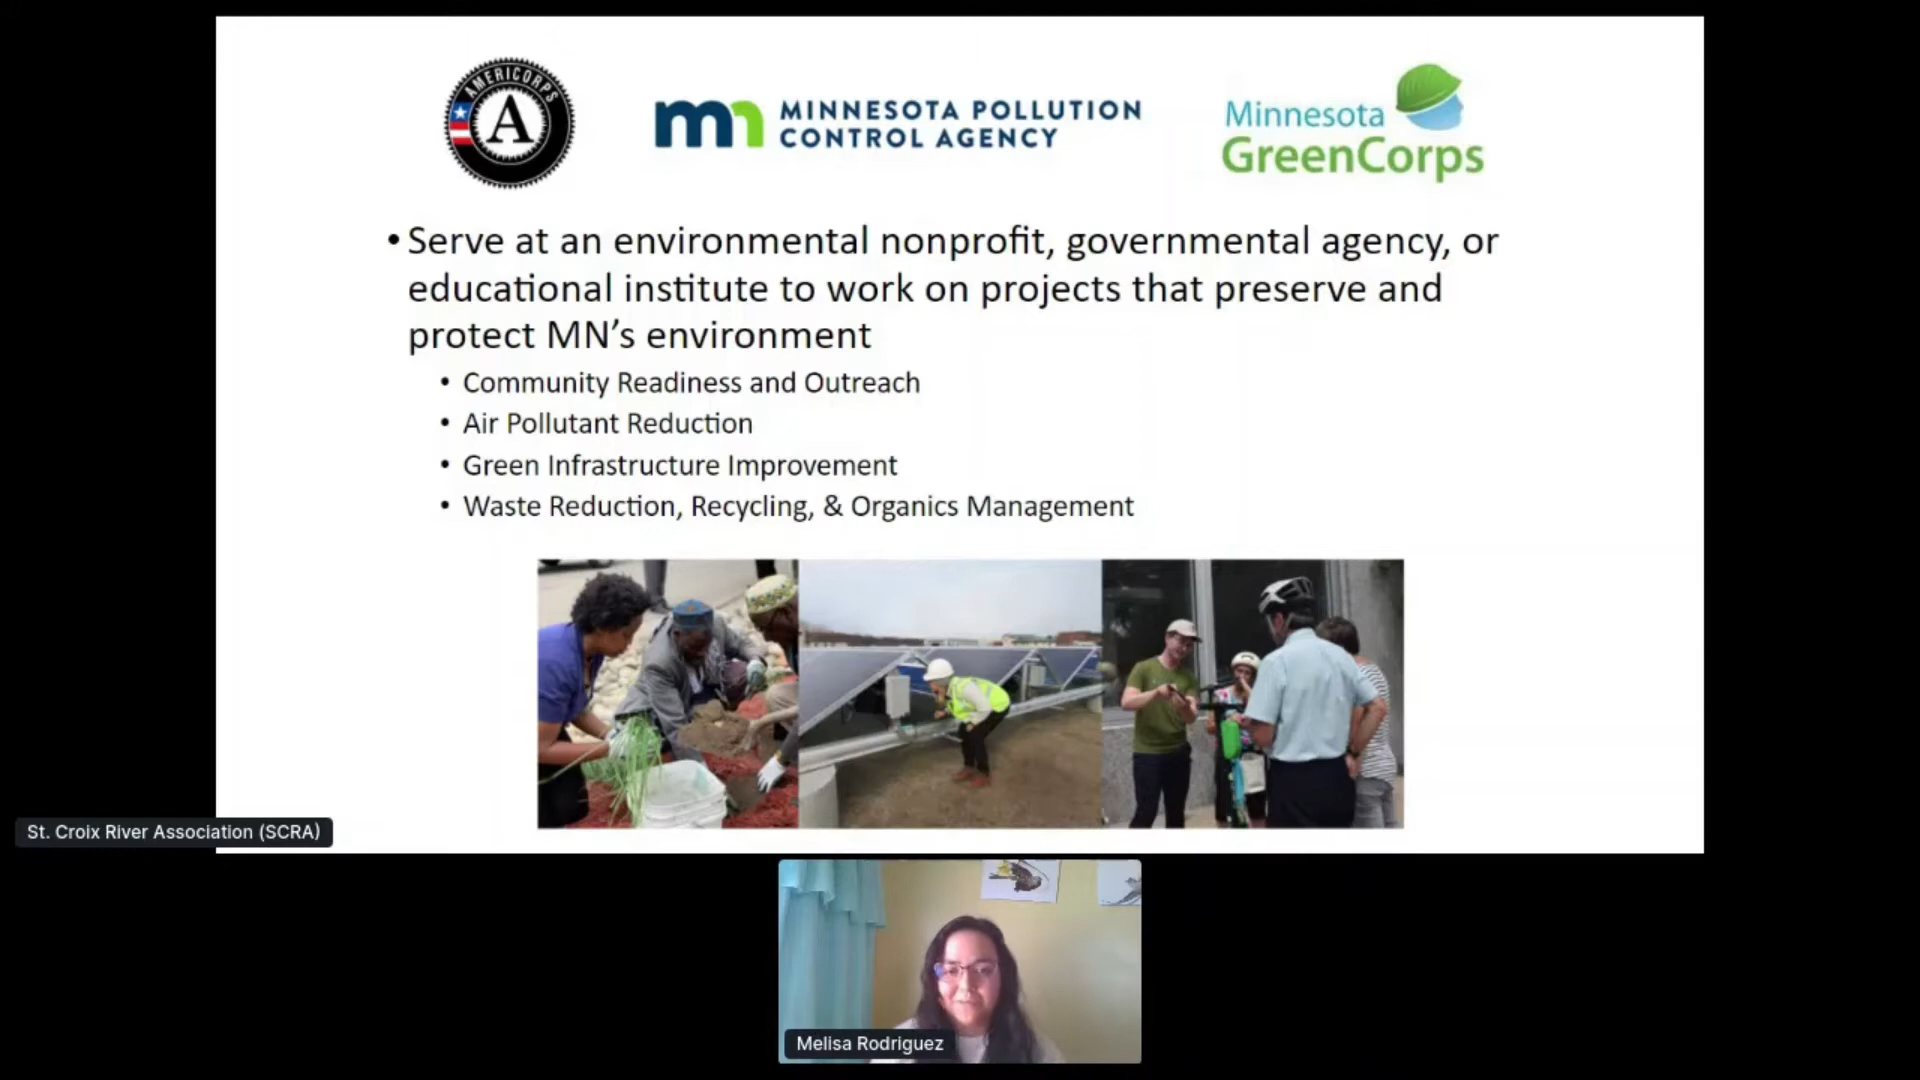 AMERICORPS
A
MINNESOTA POLLUTION
CONTROL AGENCY
Minnesota
GreenCorps
• Serve at an environmental nonprofit, governmental agency, or
educational institute to work on projects that preserve and
protect MN’s environment
• Community Readiness and Outreach
• Air Pollutant Reduction
• Green Infrastructure Improvement
• Waste Reduction, Recycling, & Organics Management
St. Croix River Association (SCRA)
Melisa Rodriguez